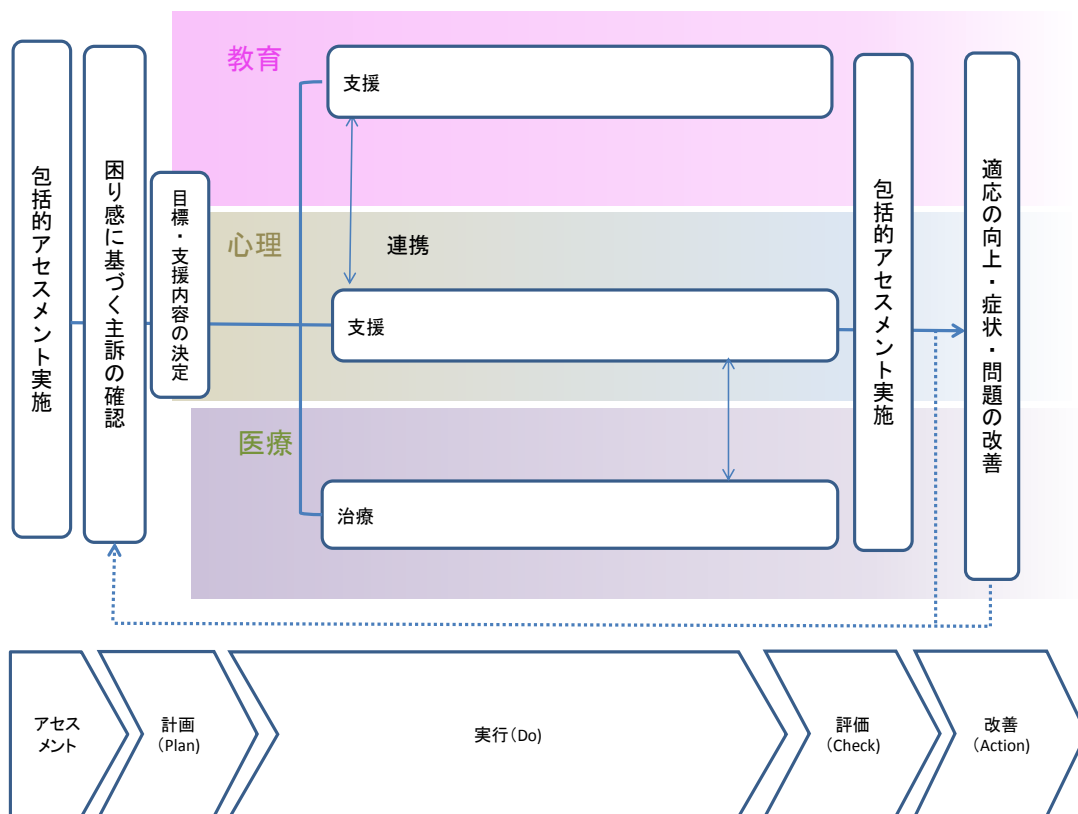 教育
支援
包括的アセスメント実施
困り感に基づく主訴の確認
目標・支援内容の決定
心理
連携
支援
包括的アセスメント実施
適応の向上・症状・問題の改善
医療
治療
アセス
メント
計画
(Plan)
実行(Do)
評価
(Check)
改善
(Action)